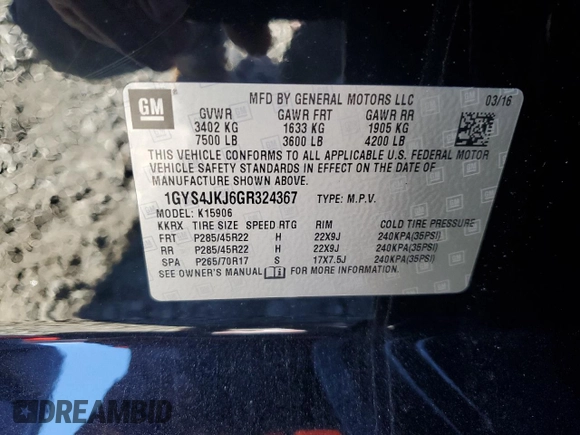 GM
MFD BY GENERAL MOTORS LLC 03/16
GVWR GAWR FRT GAWR RR
3402 KG 1633 KG 1905 KG
7500 LB 3600 LB 4200 LB
THIS VEHICLE CONFORMS TO ALL APPLICABLE U.S. FEDERAL MOTOR
VEHICLE SAFETY STANDARDS IN EFFECT ON THE DATE OF
MANUFACTURE SHOWN ABOVE.
1GYS4JKJ6GR324367 TYPE: M.P.V.
MODEL: K15906
KKRX TIRE SIZE SPEED RTG RIM COLD TIRE PRESSURE
FRT P285/45R22 H 22X9J 240KPA(35PSI)
RR P285/45R22 H 22X9J 240KPA(35PSI)
SPA P265/70R17 S 17X7.5J 240KPA(35PSI)
SEE OWNER'S MANUAL FOR MORE INFORMATION.
DREAMBID